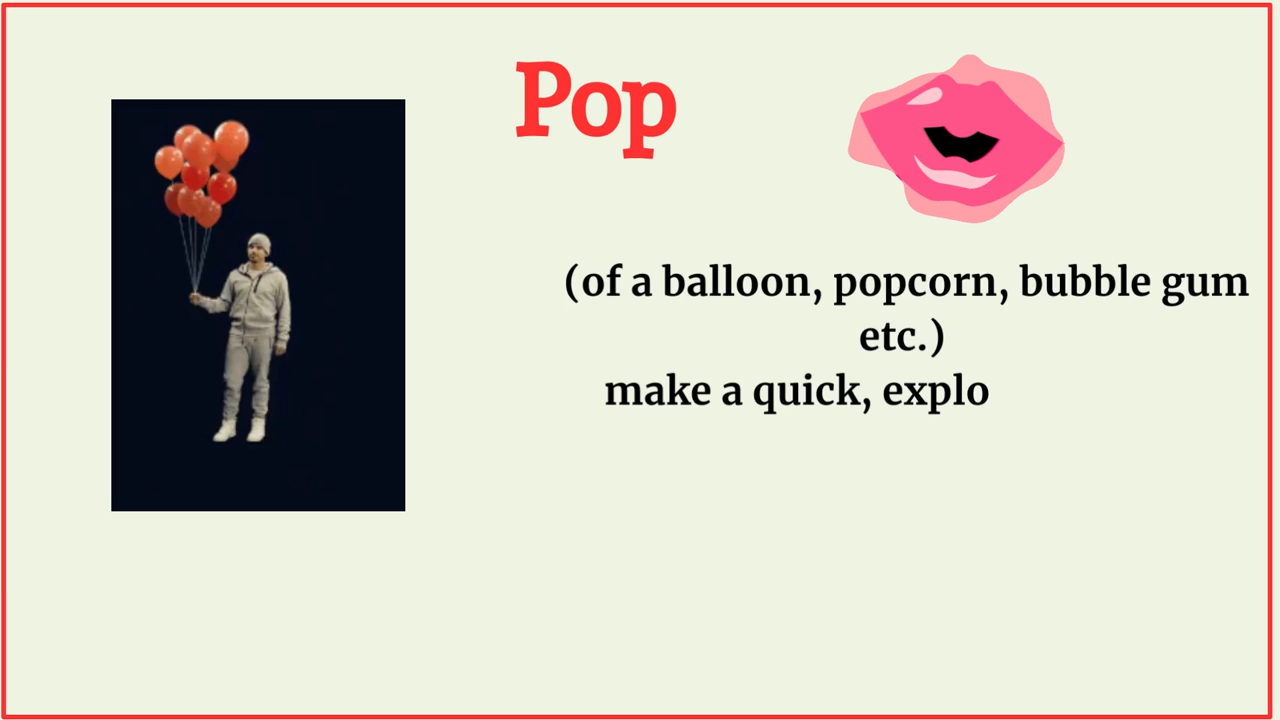 Pop
(of a balloon, popcorn, bubble gum
etc.)
make a quick, explo